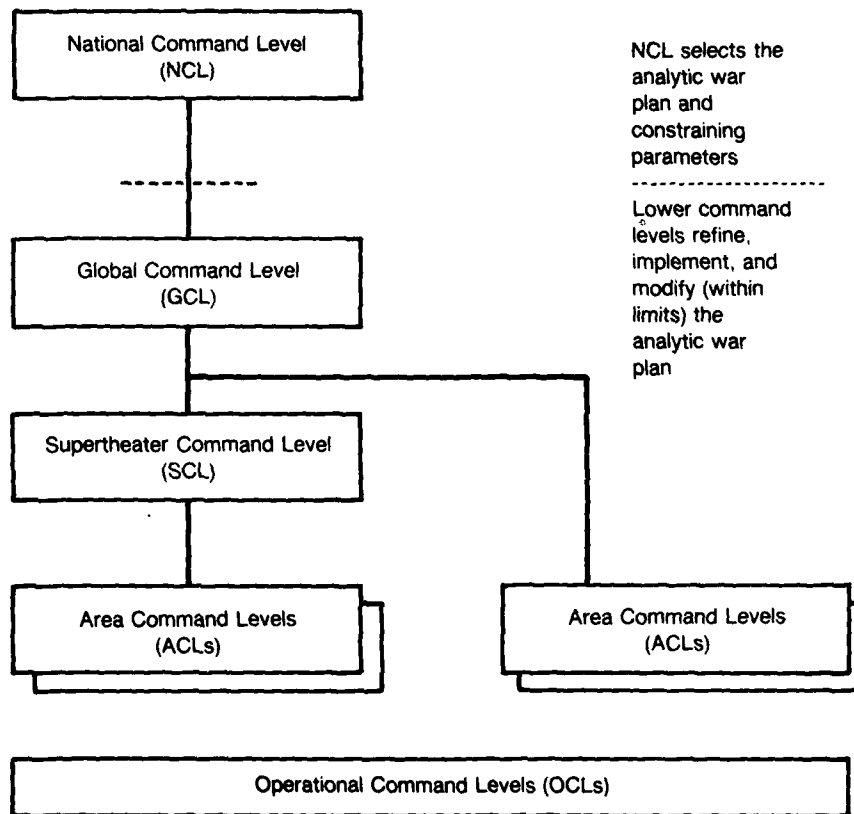 National Command Level
(NCL)
NCL selects the
analytic war
plan and
constraining
parameters
Lower command
levels refine,
implement, and
modify (within
limits) the
analytic war
plan
Global Command Level
(GCL)
Supertheater Command Level
(SCL)
Area Command Levels
(ACLs)
Area Command Levels
(ACLs)
Operational Command Levels (OCLs)